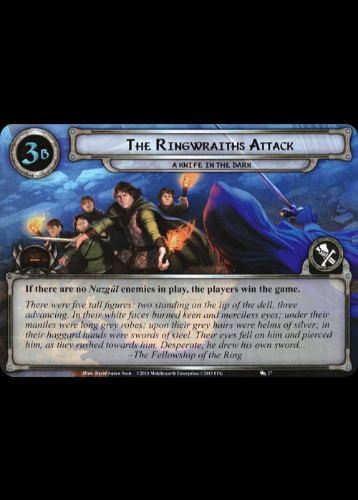 3B
THE RINGWRAITHS ATTACK
A KNIFE IN THE DARK
If there are no Nazgûl enemies in play, the players win the game.
There were five tall figures: two standing on the lip of the dell, three
advancing. In their white faces burned keen and merciless eyes; under their
mantles were long grey robes; upon their grey hairs were helms of silver; in
their haggard hands were swords of steel. Their eyes fell on him and pierced
him, as they rushed towards him. Desperate, he drew his own sword...
–The Fellowship of the Ring
©2013 Middle-earth Enterprises ©2013 FFG